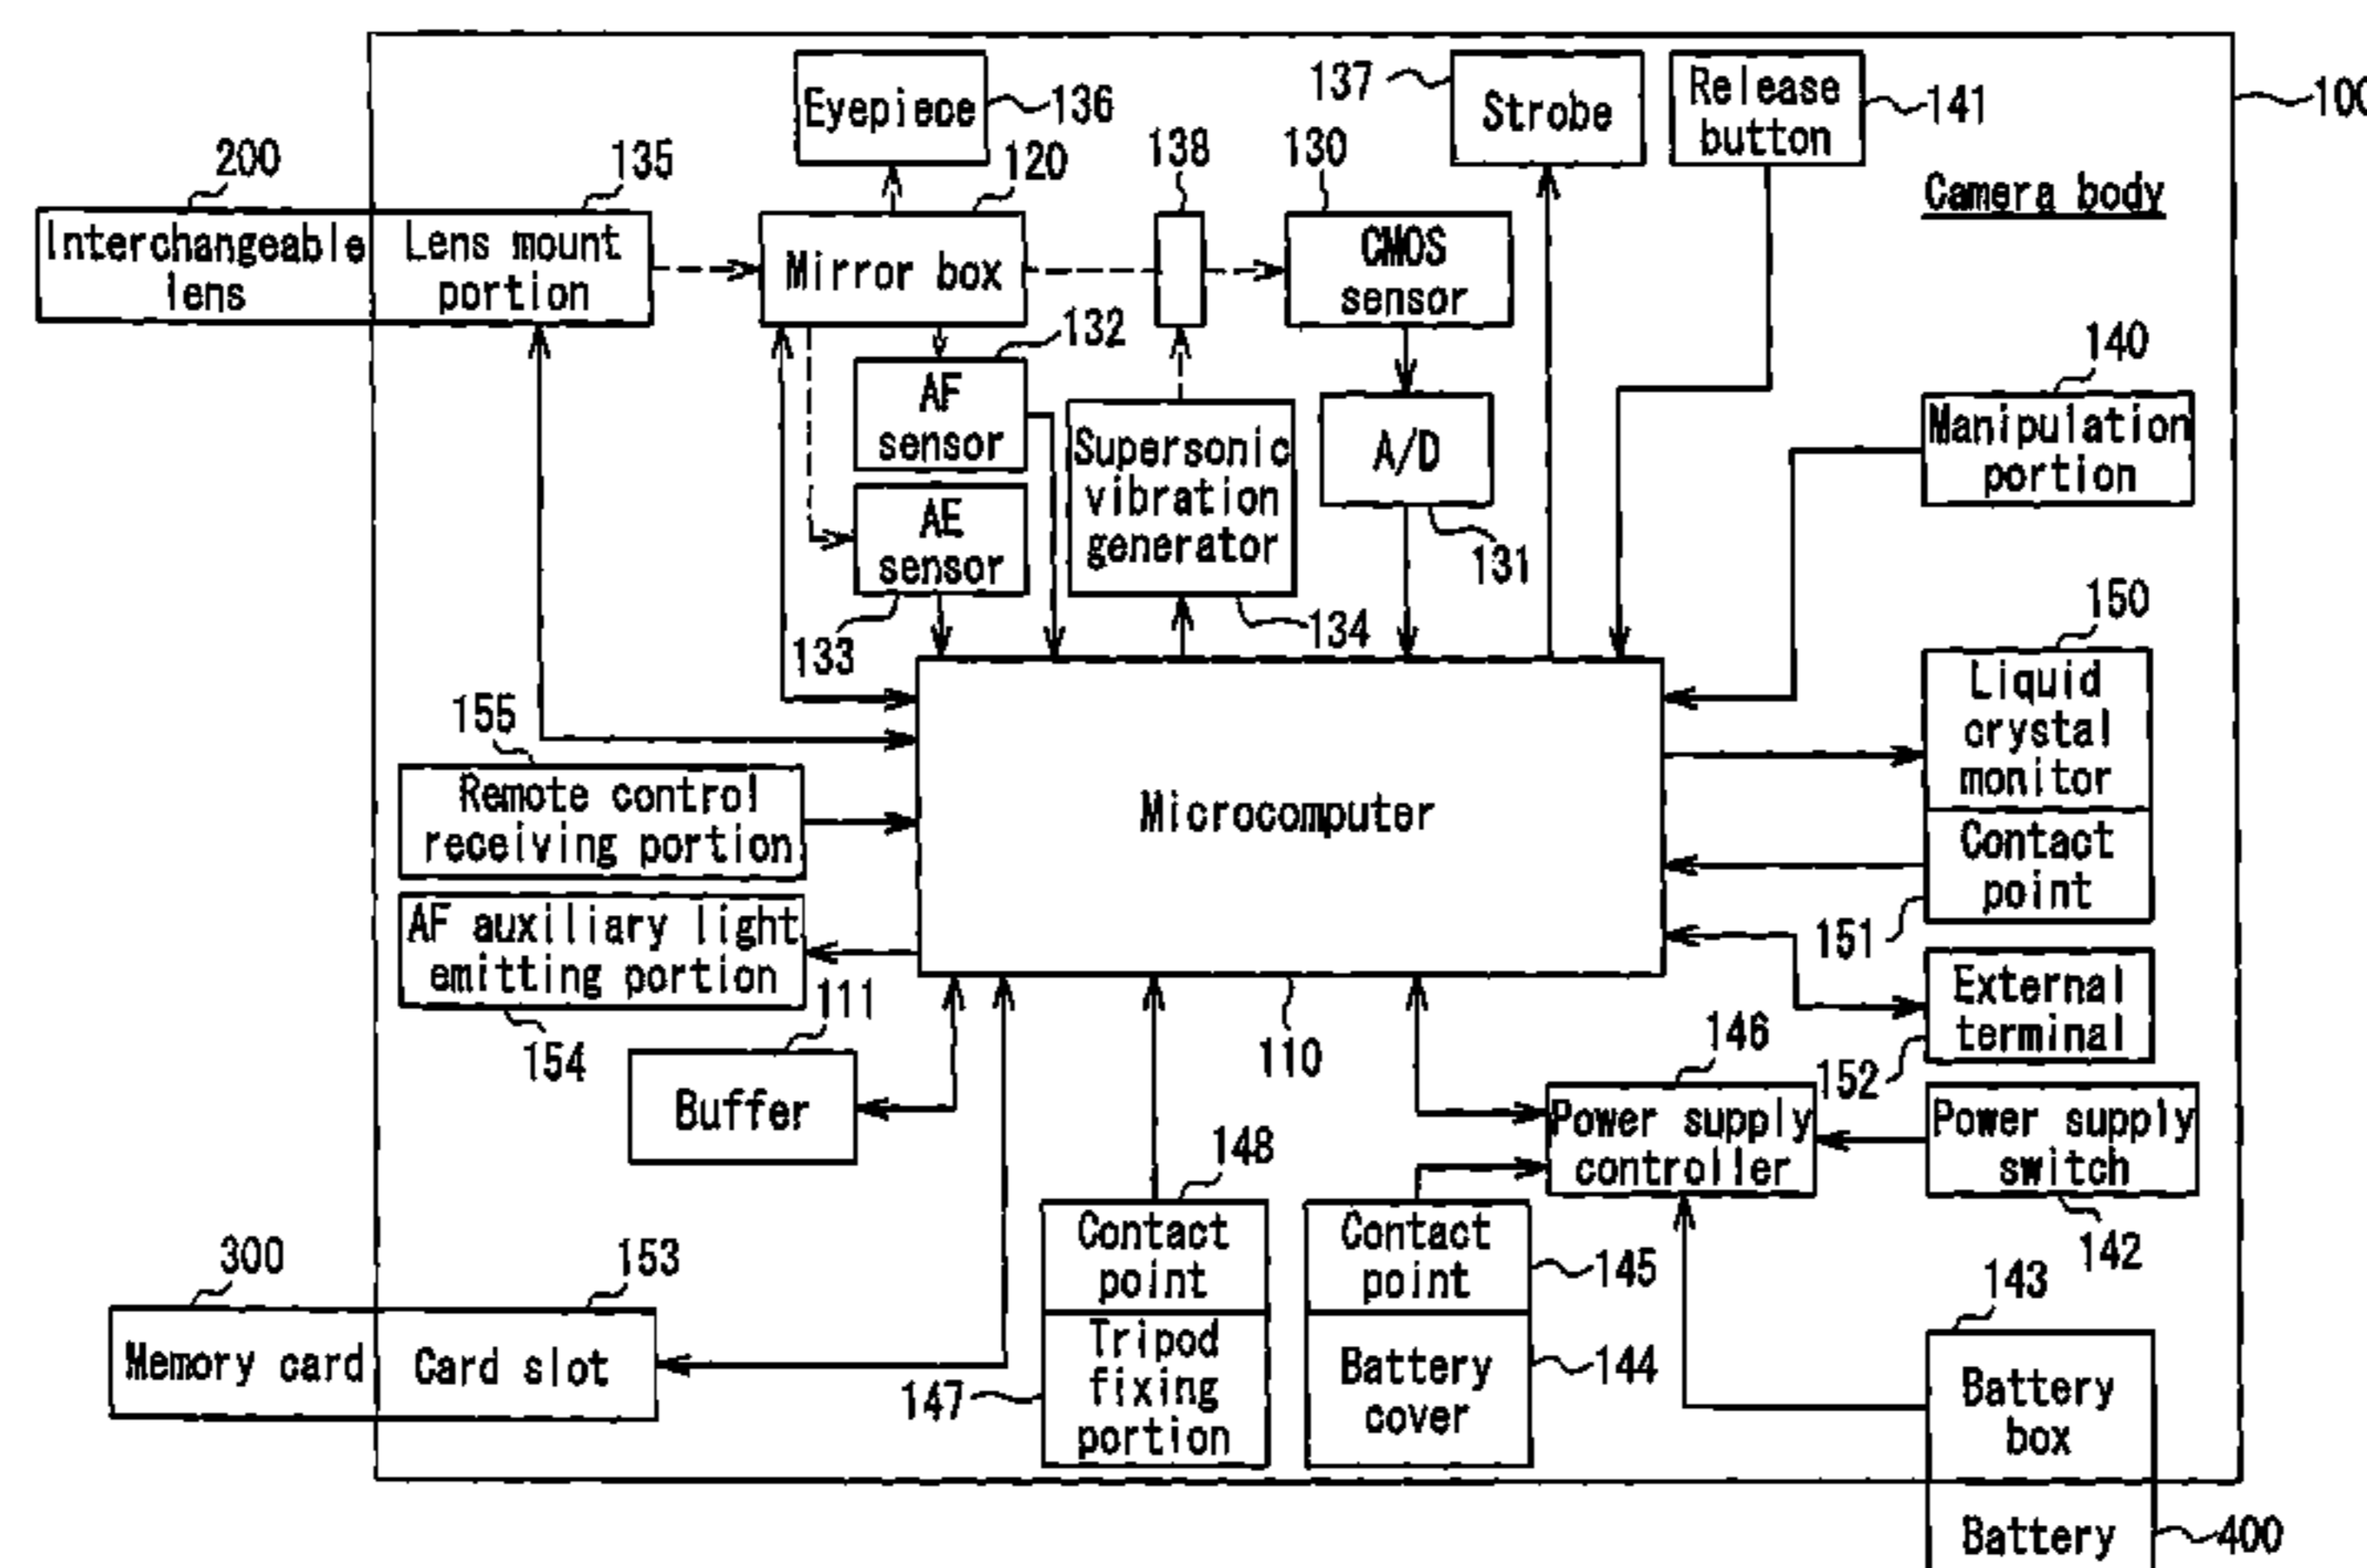 137
Release
button
141
100
Eyepiece
136
Strobe
Camera body
200
135
120
138
130
Interchangeable
lens
Lens mount
portion
Mirror box
CMOS
sensor
132
140
AF
sensor
Supersonic
vibration
generator
A/D
Manipulation
portion
AE
sensor
131
133
134
150
155
Liquid
crystal
monitor
Remote control
receiving portion
Microcomputer
Contact
point
151
AF auxiliary light
emitting portion
111
154
110
146
External
terminal
152
Buffer
148
Power supply
controller
Power supply
switch
142
300
153
Contact
point
Contact
point
145
143
Memory card
Card slot
147
Tripod
fixing
portion
Battery
cover
144
Battery
box
Battery
400